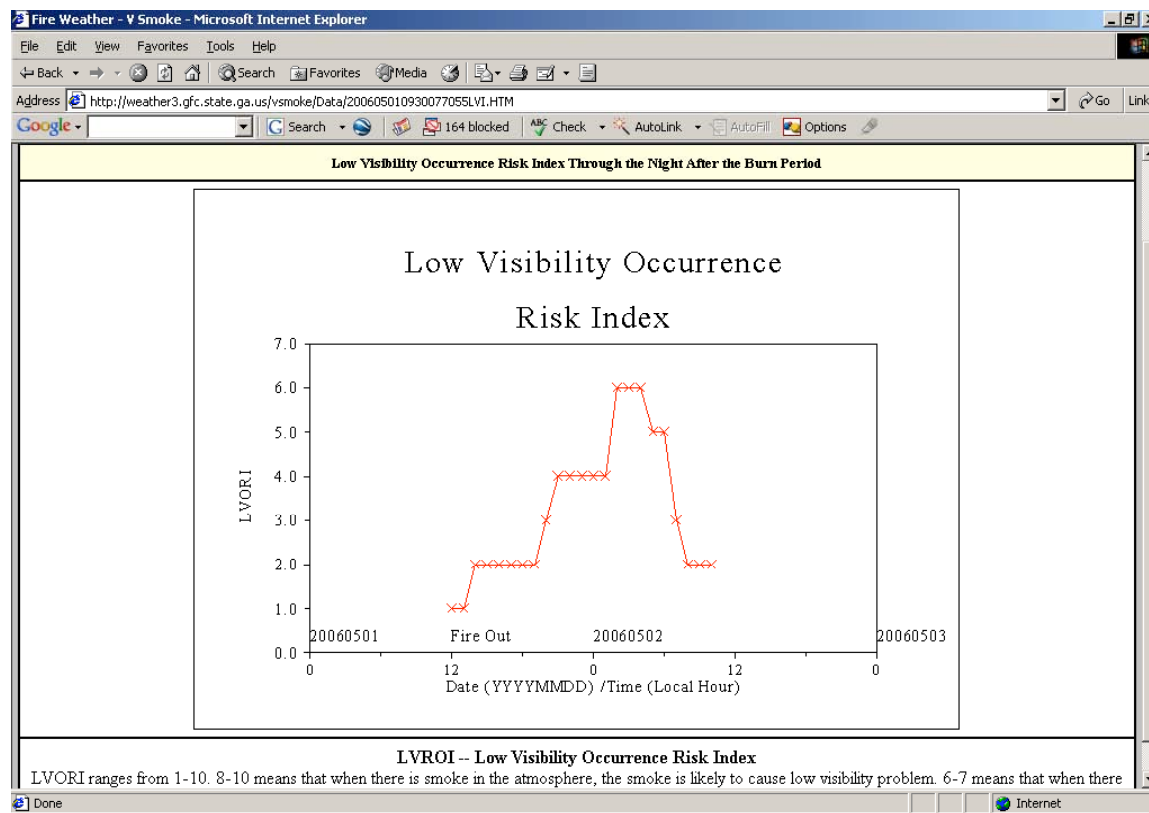 Fire Weather - V Smoke - Microsoft Internet Explorer
File Edit View Favorites Tools Help
Back Search Favorites Media
Address http://weather3.gfc.state.ga.us/vsmoke/Data/200605010930077055LVI.HTM Go Link
Google - Search 164 blocked ABC Check AutoLink AutoFill Options
Low Visibility Occurrence Risk Index Through the Night After the Burn Period
Low Visibility Occurrence
Risk Index
7.0
6.0
5.0
4.0
3.0
2.0
1.0
0.0
LVORI
20060501 Fire Out 20060502 20060503
0 12 0 12 0
Date (YYYYMMDD) /Time (Local Hour)
LVROI -- Low Visibility Occurrence Risk Index
LVORI ranges from 1-10. 8-10 means that when there is smoke in the atmosphere, the smoke is likely to cause low visibility problem. 6-7 means that when there
Done Internet